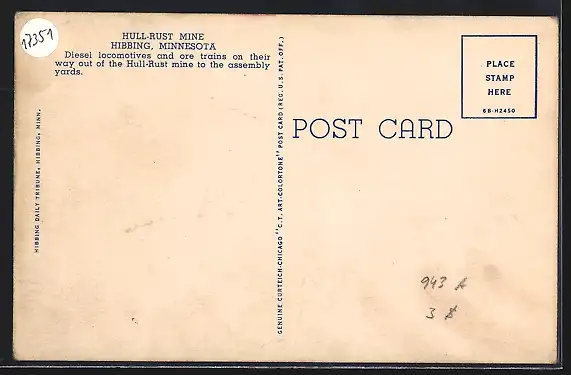 17351
HULL-RUST MINE
HIBBING, MINNESOTA
Diesel locomotives and ore trains on their
way out of the Hull-Rust mine to the assembly
yards.
HIBBING DAILY TRIBUNE, HIBBING, MINN.
GENUINE CURTEICH-CHICAGO "C.T. ART-COLORTONE" POST CARD (REG. U.S. PAT. OFF.)
POST CARD
PLACE
STAMP
HERE
6B-H2450
943 A
3 $